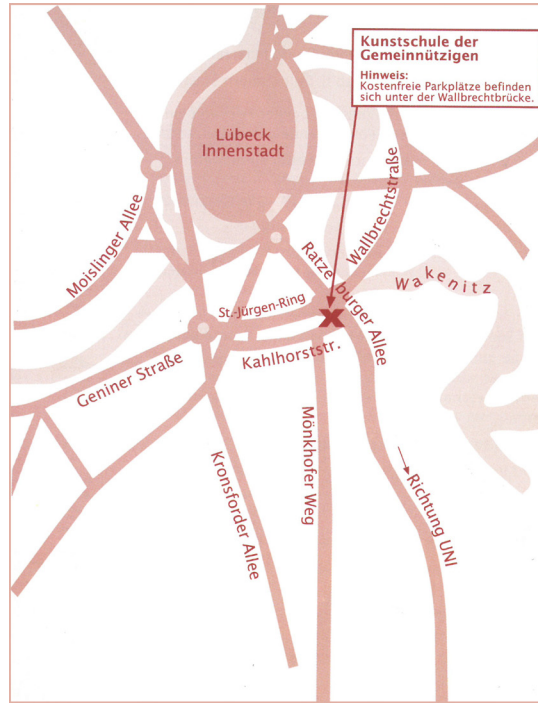 Kunstschule der
Gemeinnützigen
Hinweis:
Kostenfreie Parkplätze befinden
sich unter der Wallbrechtbrücke.
Lübeck
Innenstadt
Moislinger Allee
Wallbrechtstraße
Ratzeburger Allee
Wakenitz
St.-Jürgen-Ring
Kahlhorststr.
Geniner Straße
Mönkhofer Weg
Kronsforder Allee
Richtung UNI
X